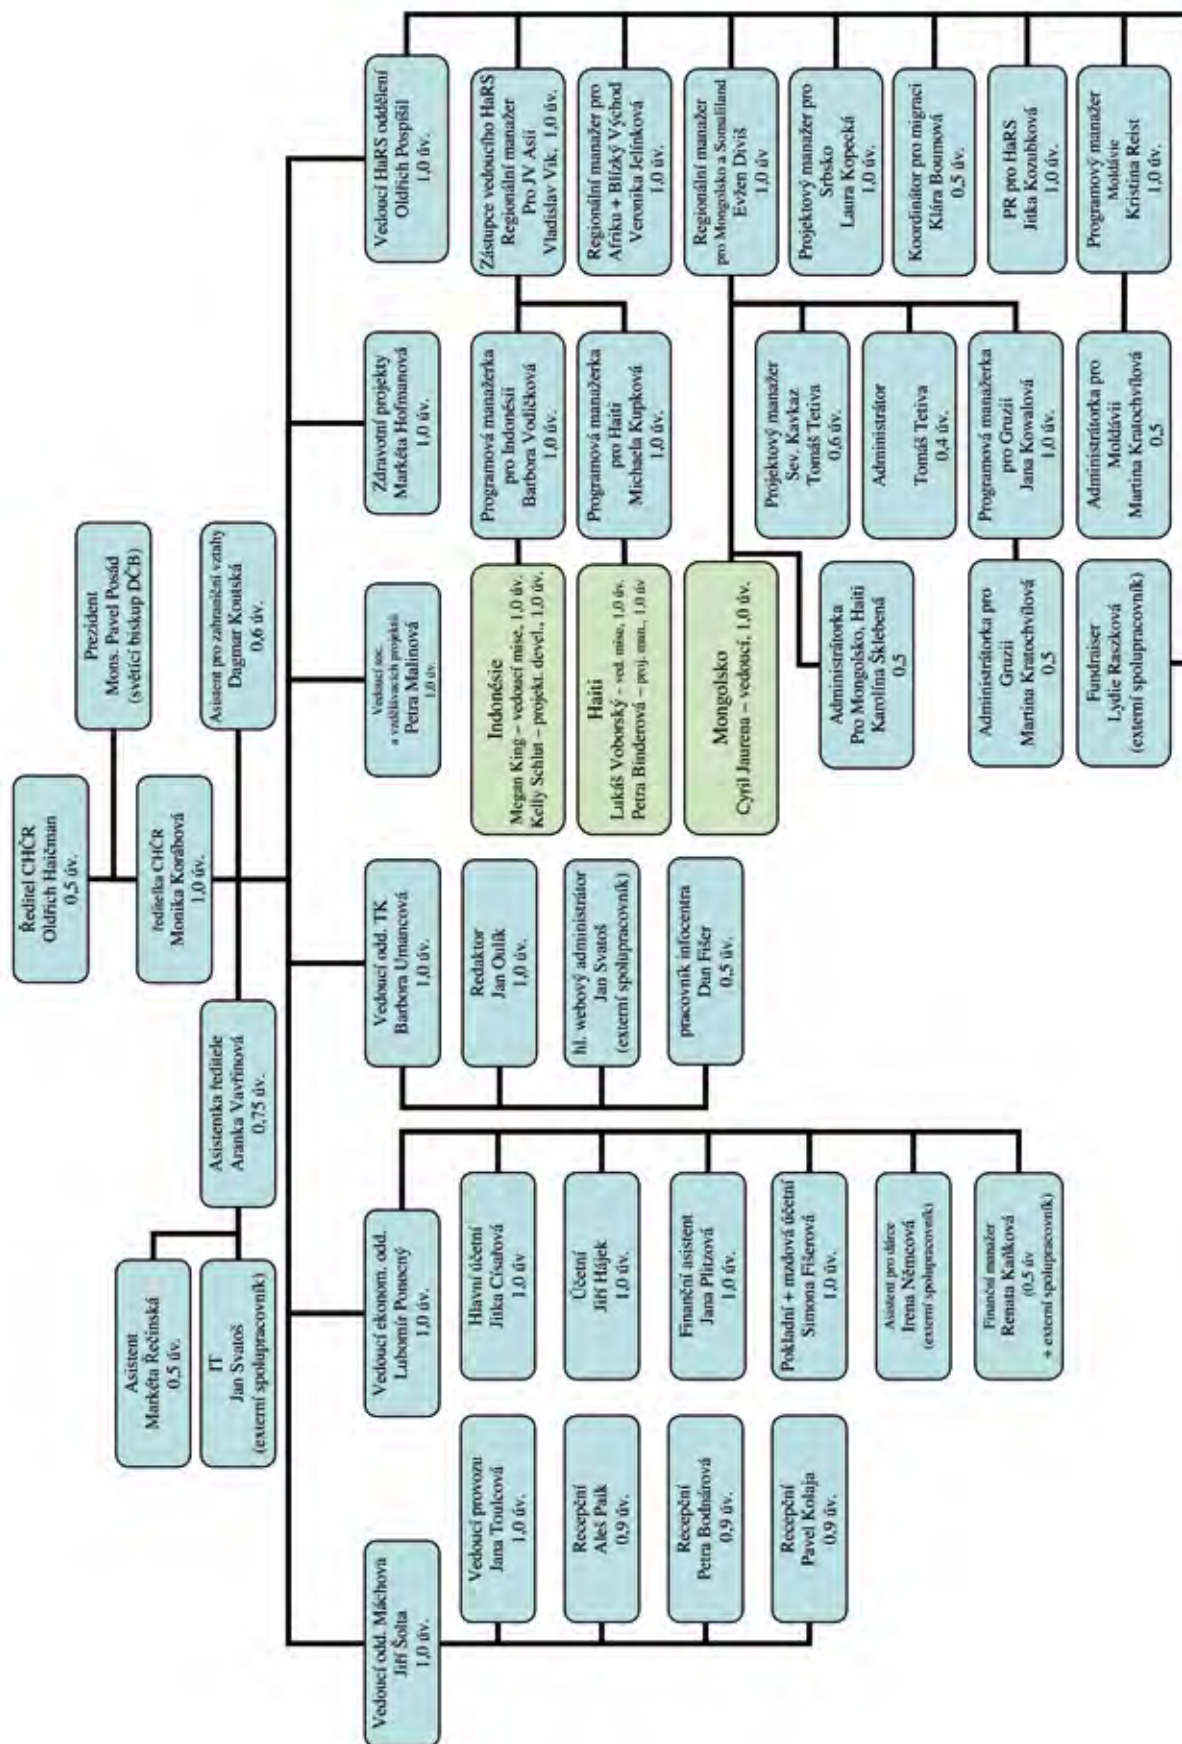 Ředitel CHČR
Oldřich Haičman
0,5 úv.
Prezident
Mons. Pavel Posád
(světící biskup DČB)
ředitelka CHČR
Monika Korábová
1,0 úv.
Asistent
Markéta Řečinská
0,5 úv.
IT
Jan Svatoš
(externí spolupracovník)
Asistentka ředitele
Aranka Vavřinová
0,75 úv.
Asistent pro zahraniční vztahy
Dagmar Koutská
0,6 úv.
Vedoucí odd. Máchova
Jiří Šolta
1,0 úv.
Vedoucí provozu
Jana Toulcová
1,0 úv.
Recepční
Aleš Paik
0,9 úv.
Recepční
Petra Bodnárová
0,9 úv.
Recepční
Pavel Kolaja
0,9 úv.
Vedoucí ekonom. odd.
Lubomír Ponocný
1,0 úv.
Hlavní účetní
Jitka Císařová
1,0 úv
Účetní
Jiří Hájek
1,0 úv.
Finanční asistent
Jana Plitzová
1,0 úv.
Pokladní + mzdová účetní
Simona Fišerová
1,0 úv.
Asistent pro dárce
Irena Němcová
(externí spolupracovník)
Finanční manažer
Renata Kaňková
(0,5 úv
+ externí spolupracovník)
Vedoucí odd. TK
Barbora Umancová
1,0 úv.
Redaktor
Jan Oulík
1,0 úv.
hl. webový administrátor
Jan Svatoš
(externí spolupracovník)
pracovník infocentra
Dan Fišer
0,5 úv.
Vedoucí soc.
a vzdělávacích projektů
Petra Malinová
1,0 úv.
Zdravotní projekty
Markéta Hofmanová
1,0 úv.
Vedoucí HaRS oddělení
Oldřich Pospíšil
1,0 úv.
Indonésie
Megan King – vedoucí mise, 1,0 úv.
Kelly Schlut – projekt. devel., 1,0 úv.
Programová manažerka
pro Indonésii
Barbora Vodičková
1,0 úv.
Zástupce vedoucího HaRS
Regionální manažer
Pro JV Asii
Vladislav Vik, 1,0 úv.
Haiti
Lukáš Voborský – ved. mise, 1,0 úv.
Petra Binderová – proj. man., 1,0 úv
Programová manažerka
pro Haiti
Michaela Kupková
1,0 úv.
Regionální manažer pro
Afriku + Blízký Východ
Veronika Jelínková
1,0 úv.
Mongolsko
Cyril Jaurena – vedoucí, 1,0 úv.
Regionální manažer
pro Mongolsko a Somaliland
Evžen Diviš
1,0 úv
Administrátorka
Pro Mongolsko, Haiti
Karolína Šklebená
0,5
Projektový manažer
Sev. Kavkaz
Tomáš Tetiva
0,6 úv.
Projektový manažer pro
Srbsko
Laura Kopecká
1,0 úv.
Administrátor
Tomáš Tetiva
0,4 úv.
Koordinátor pro migraci
Klára Boumová
0,5 úv.
Administrátorka pro
Gruzii
Martina Kratochvílová
0,5
Programová manažerka
pro Gruzii
Jana Kowalová
1,0 úv.
PR pro HaRS
Jitka Kozubková
1,0 úv.
Fundraiser
Lydie Raszková
(externí spolupracovník)
Administrátorka pro
Moldávii
Martina Kratochvílová
0,5
Programový manažer
Moldávie
Kristina Reist
1,0 úv.